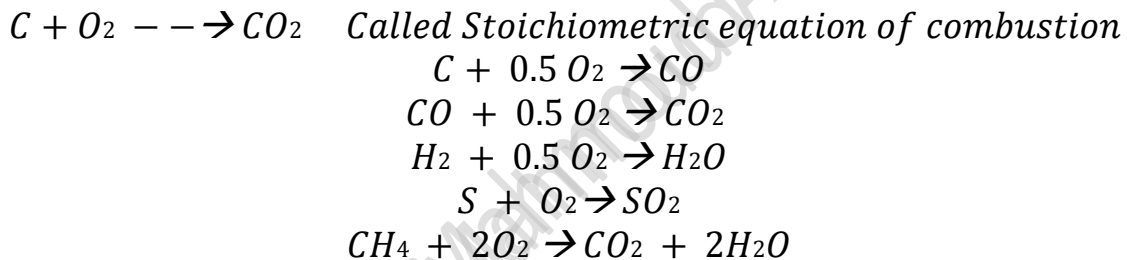 C + O2 − −→ CO2 Called Stoichiometric equation of combustion
C + 0.5 O2 → CO
CO + 0.5 O2 → CO2
H2 + 0.5 O2 → H2O
S + O2 → SO2
CH4 + 2O2 → CO2 + 2H2O